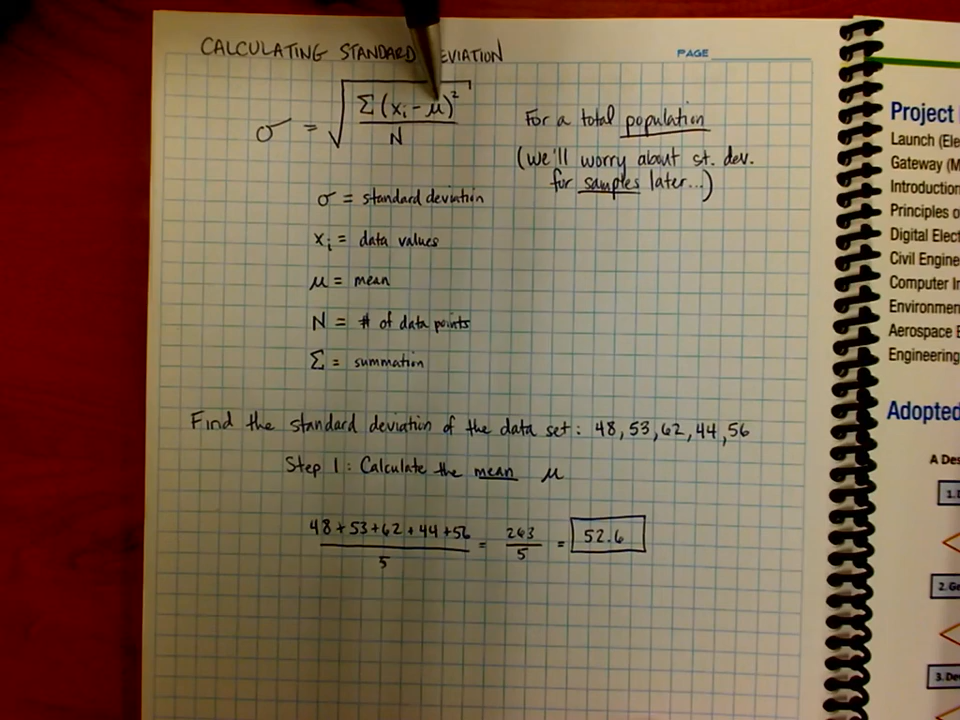 CALCULATING STANDARD DEVIATION
PAGE
σ = √(Σ(xᵢ - μ)² / N)
For a total population
(we'll worry about st. dev.
for samples later...)
σ = standard deviation
xᵢ = data values
μ = mean
N = # of data points
Σ = summation
Find the standard deviation of the data set: 48, 53, 62, 44, 56
Step 1: Calculate the mean μ
48 + 53 + 62 + 44 + 56 / 5 = 263 / 5 = 52.6
Project
Launch (Ele
Gateway (M
Introduction
Principles o
Digital Elect
Civil Engine
Computer In
Environmen
Aerospace E
Engineering
Adopted
A Des
1.
2. Ge
3. De